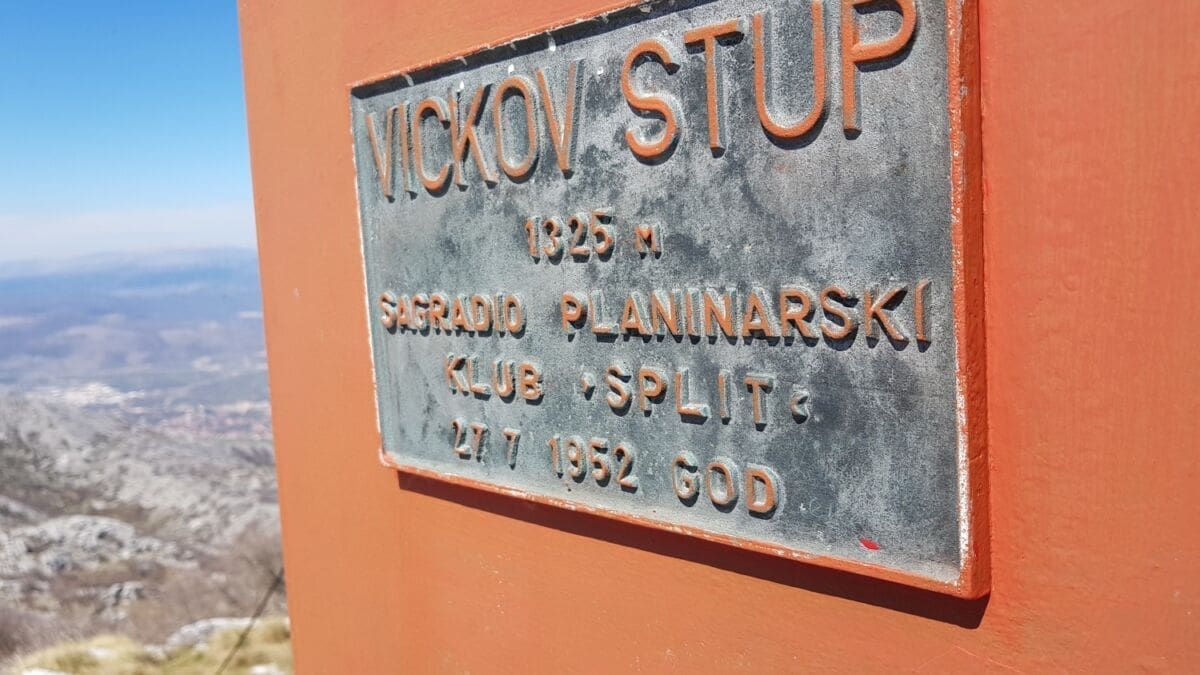 VICKOV STUP
1325 M
SAGRADIO PLANINARSKI
KLUB ›SPLIT‹
27 7 1952 GOD